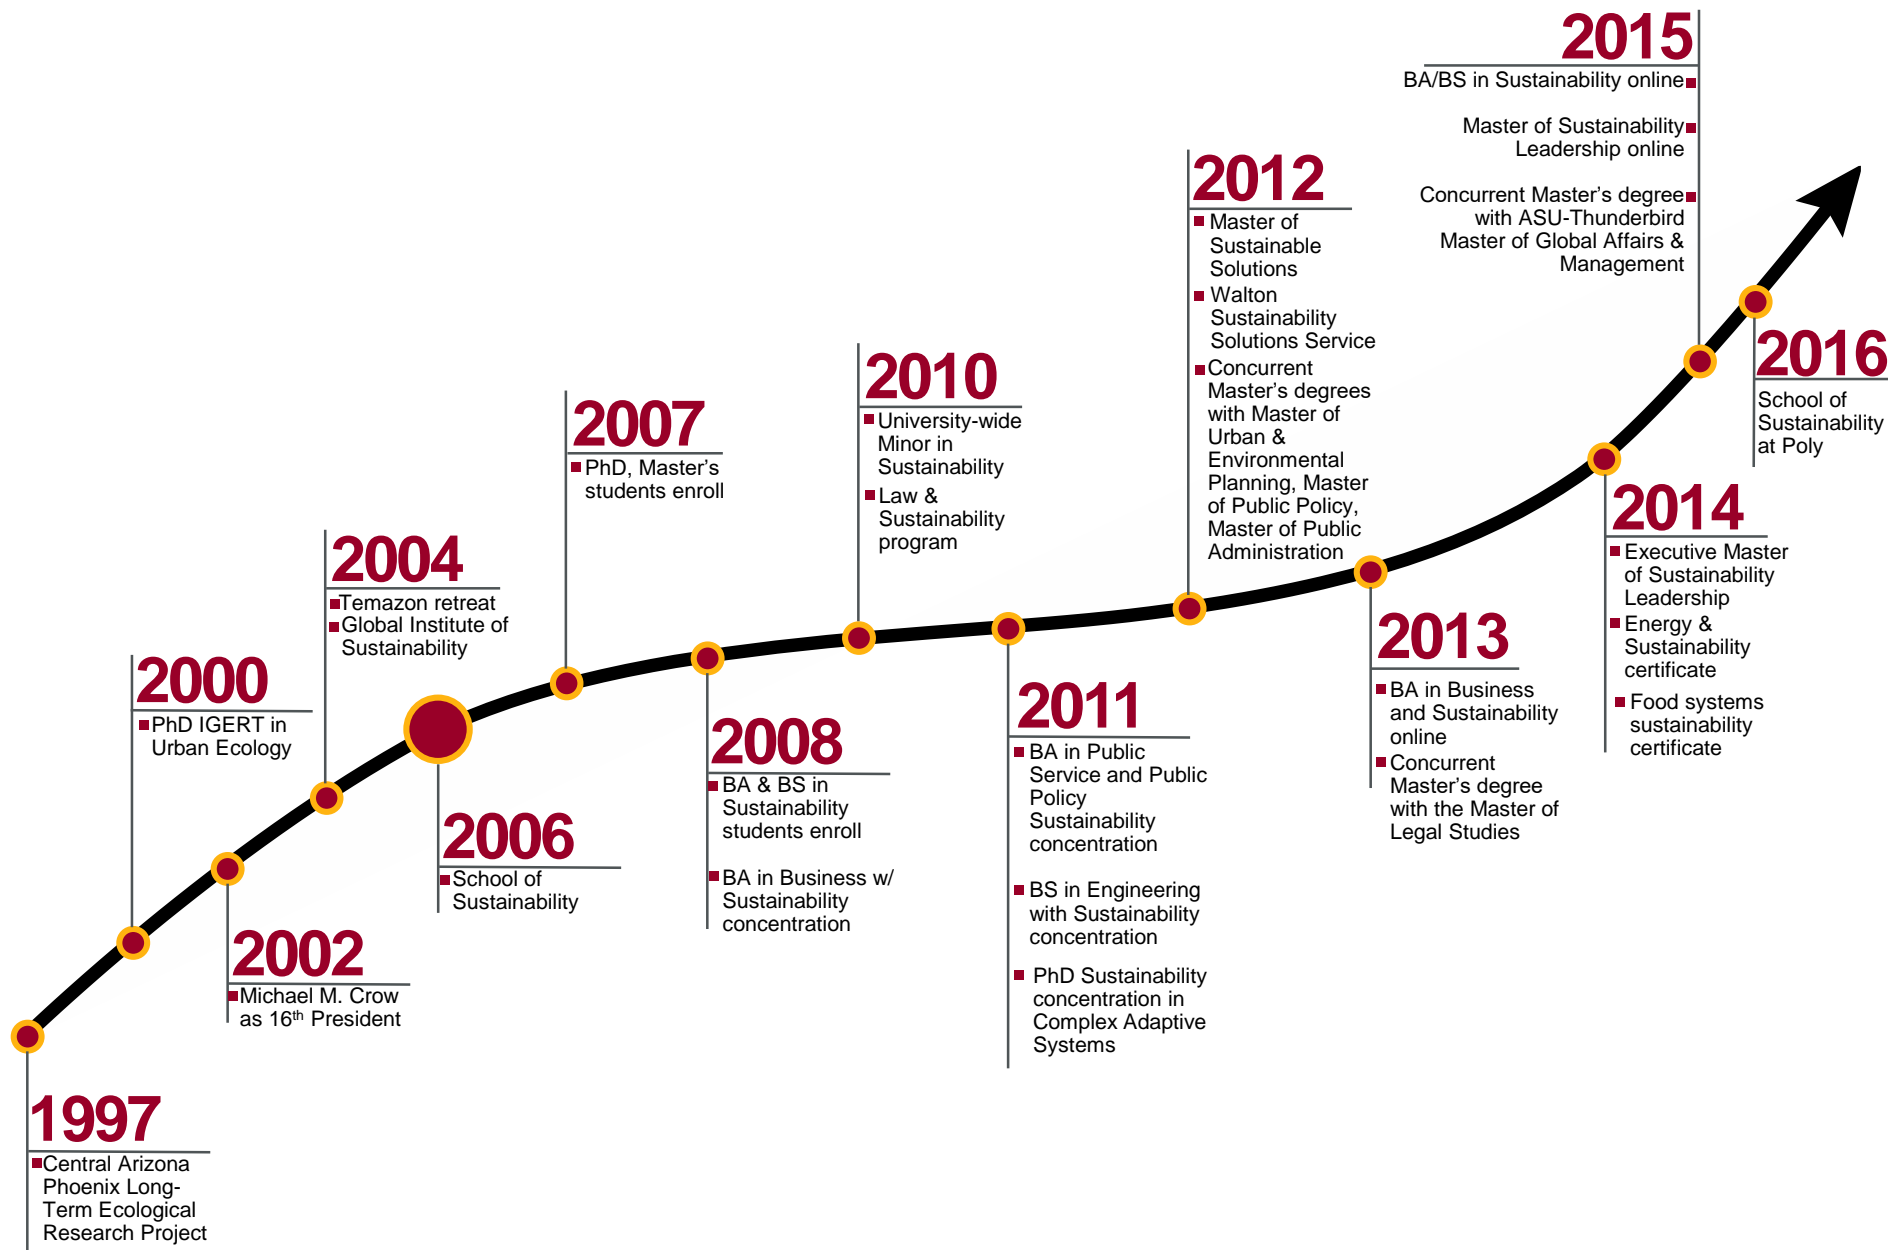 1997
Central Arizona
Phoenix Long-
Term Ecological
Research Project
2000
PhD IGERT in
Urban Ecology
2002
Michael M. Crow
as 16th President
2004
Temazon retreat
Global Institute of
Sustainability
2006
School of
Sustainability
2007
PhD, Master's
students enroll
2008
BA & BS in
Sustainability
students enroll
BA in Business w/
Sustainability
concentration
2010
University-wide
Minor in
Sustainability
Law &
Sustainability
program
2011
BA in Public
Service and Public
Policy
Sustainability
concentration
BS in Engineering
with Sustainability
concentration
PhD Sustainability
concentration in
Complex Adaptive
Systems
2012
Master of
Sustainable
Solutions
Walton
Sustainability
Solutions Service
Concurrent
Master's degrees
with Master of
Urban &
Environmental
Planning, Master
of Public Policy,
Master of Public
Administration
2013
BA in Business
and Sustainability
online
Concurrent
Master's degree
with the Master of
Legal Studies
2014
Executive Master
of Sustainability
Leadership
Energy &
Sustainability
certificate
Food systems
sustainability
certificate
2015
BA/BS in Sustainability online
Master of Sustainability
Leadership online
Concurrent Master's degree
with ASU-Thunderbird
Master of Global Affairs &
Management
2016
School of
Sustainability
at Poly